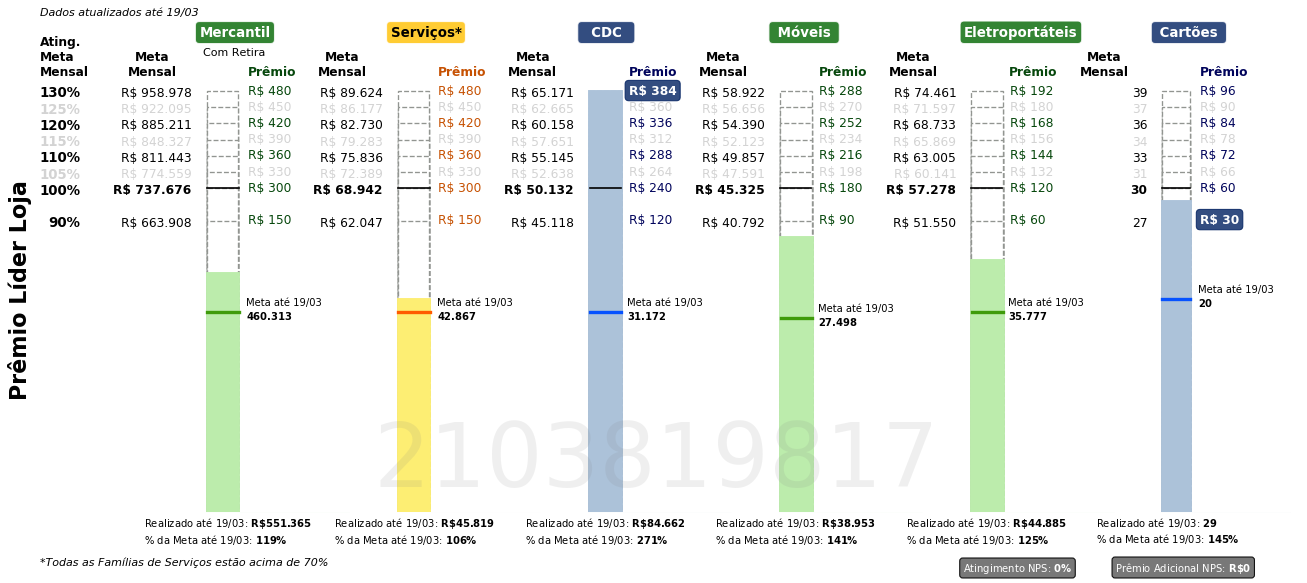 Dados atualizados até 19/03
Mercantil Serviços* CDC Móveis Eletroportáteis Cartões
Com Retira
Ating. Meta Mensal
Meta Mensal Prêmio Meta Mensal Prêmio Meta Mensal Prêmio Meta Mensal Prêmio Meta Mensal Prêmio Meta Mensal Prêmio
130% R$ 958.978 R$ 480 R$ 89.624 R$ 480 R$ 65.171 R$ 384 R$ 58.922 R$ 288 R$ 74.461 R$ 192 39 R$ 96
125% R$ 922.095 R$ 450 R$ 86.177 R$ 450 R$ 62.665 R$ 360 R$ 56.656 R$ 270 R$ 71.597 R$ 180 37 R$ 90
120% R$ 885.211 R$ 420 R$ 82.730 R$ 420 R$ 60.158 R$ 336 R$ 54.390 R$ 252 R$ 68.733 R$ 168 36 R$ 84
115% R$ 848.327 R$ 390 R$ 79.283 R$ 390 R$ 57.651 R$ 312 R$ 52.123 R$ 234 R$ 65.869 R$ 156 34 R$ 78
110% R$ 811.443 R$ 360 R$ 75.836 R$ 360 R$ 55.145 R$ 288 R$ 49.857 R$ 216 R$ 63.005 R$ 144 33 R$ 72
105% R$ 774.559 R$ 330 R$ 72.389 R$ 330 R$ 52.638 R$ 264 R$ 47.591 R$ 198 R$ 60.141 R$ 132 31 R$ 66
100% R$ 737.676 R$ 300 R$ 68.942 R$ 300 R$ 50.132 R$ 240 R$ 45.325 R$ 180 R$ 57.278 R$ 120 30 R$ 60
90% R$ 663.908 R$ 150 R$ 62.047 R$ 150 R$ 45.118 R$ 120 R$ 40.792 R$ 90 R$ 51.550 R$ 60 27 R$ 30
Prêmio Líder Loja
Meta até 19/03 Meta até 19/03 Meta até 19/03 Meta até 19/03 Meta até 19/03 Meta até 19/03
460.313 42.867 31.172 27.498 35.777 20
2103819817
Realizado até 19/03: R$551.365 Realizado até 19/03: R$45.819 Realizado até 19/03: R$84.662 Realizado até 19/03: R$38.953 Realizado até 19/03: R$44.885 Realizado até 19/03: 29
% da Meta até 19/03: 119% % da Meta até 19/03: 106% % da Meta até 19/03: 271% % da Meta até 19/03: 141% % da Meta até 19/03: 125% % da Meta até 19/03: 145%
*Todas as Famílias de Serviços estão acima de 70% Atingimento NPS: 0% Prêmio Adicional NPS: R$0